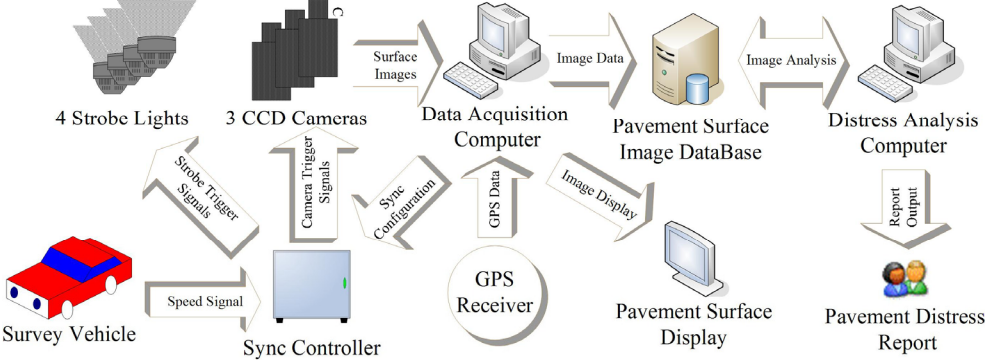 C
Surface
Images
Image Data
Image Analysis
4 Strobe Lights
3 CCD Cameras
Data Acquisition
Computer
Pavement Surface
Image DataBase
Distress Analysis
Computer
Strobe Trigger
Signals
Camera Trigger
Signals
Sync
Configuration
GPS Data
Image Display
Report
Output
Speed Signal
GPS
Receiver
Survey Vehicle
Sync Controller
Pavement Surface
Display
Pavement Distress
Report